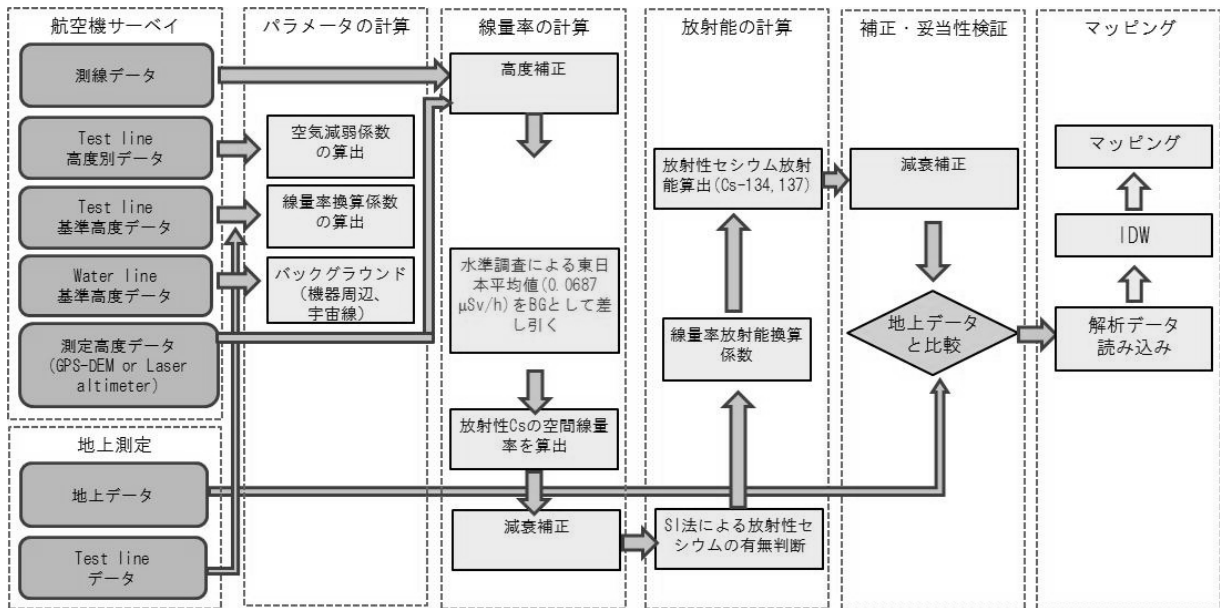 航空機サーベイ
測線データ
Test line
高度別データ
Test line
基準高度データ
Water line
基準高度データ
測定高度データ
(GPS-DEM or Laser
altimeter)
地上測定
地上データ
Test line
データ
パラメータの計算
空気減弱係数
の算出
線量率換算係数
の算出
バックグラウンド
(機器周辺、
宇宙線)
線量率の計算
高度補正
水準調査による東日
本平均値(0.0687
μSv/h)をBGとして差
し引く
放射性Csの空間線量
率を算出
減衰補正
放射能の計算
放射性セシウム放射
能算出(Cs-134,137)
線量率放射能換算
係数
SI法による放射性セ
シウムの有無判断
補正・妥当性検証
減衰補正
地上データ
と比較
マッピング
マッピング
IDW
解析データ
読み込み